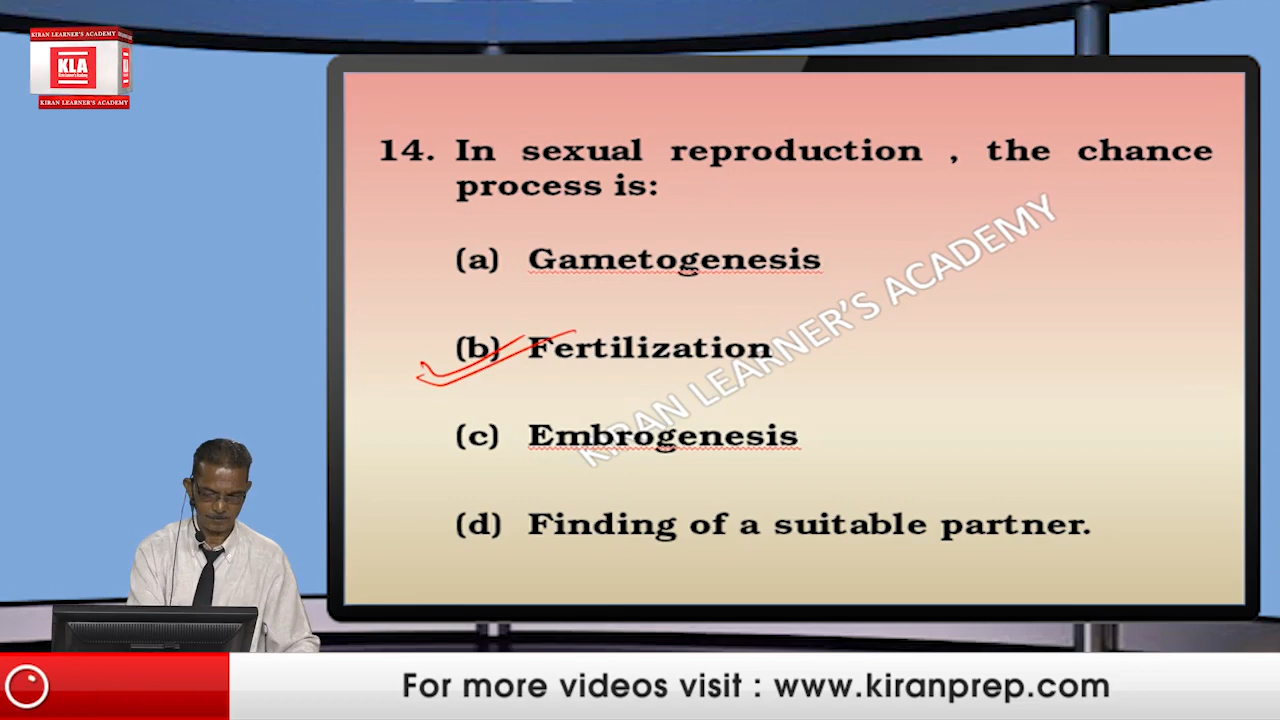 KIRAN LEARNER'S ACADEMY
KLA
KIRAN LEARNER'S ACADEMY
14. In sexual reproduction , the chance
process is:
(a) Gametogenesis
(b) Fertilization
(c) Embrogenesis
(d) Finding of a suitable partner.
KIRAN LEARNER'S ACADEMY
For more videos visit : www.kiranprep.com